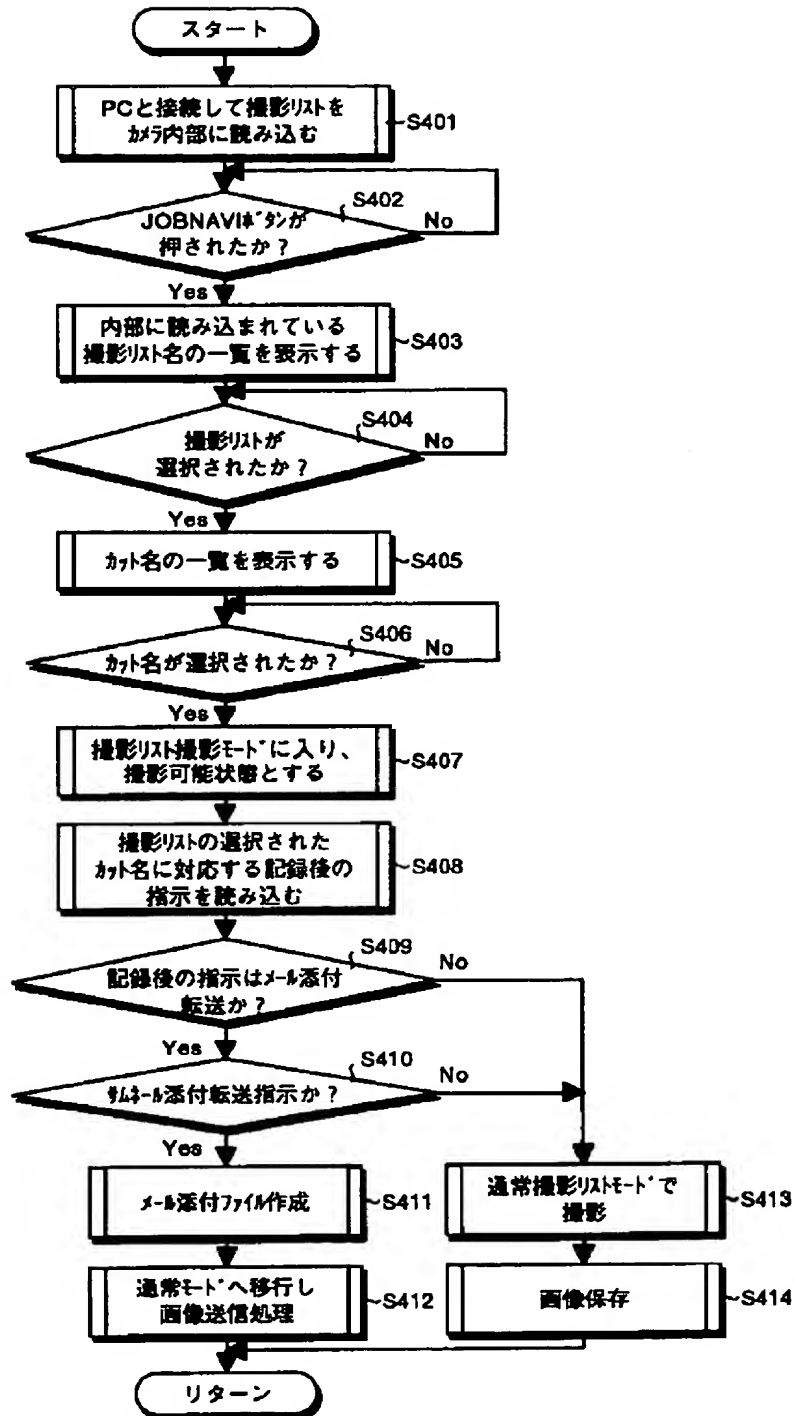 スタート
PCと接続して撮影リストを
カメラ内部に読み込む
S401
S402
JOBNAVIボタンが
押されたか?
No
Yes
内部に読み込まれている
撮影リスト名の一覧を表示する
S403
S404
撮影リストが
選択されたか?
No
Yes
カット名の一覧を表示する
S405
S406
カット名が選択されたか?
No
Yes
撮影リスト撮影モードに入り、
撮影可能状態とする
S407
撮影リストの選択された
カット名に対応する記録後の
指示を読み込む
S408
S409
記録後の指示はメール添付
転送か?
No
Yes
S410
サムネール添付転送指示か?
No
Yes
メール添付ファイル作成
S411
通常撮影リストモードで
撮影
S413
通常モードへ移行し
画像送信処理
S412
画像保存
S414
リターン